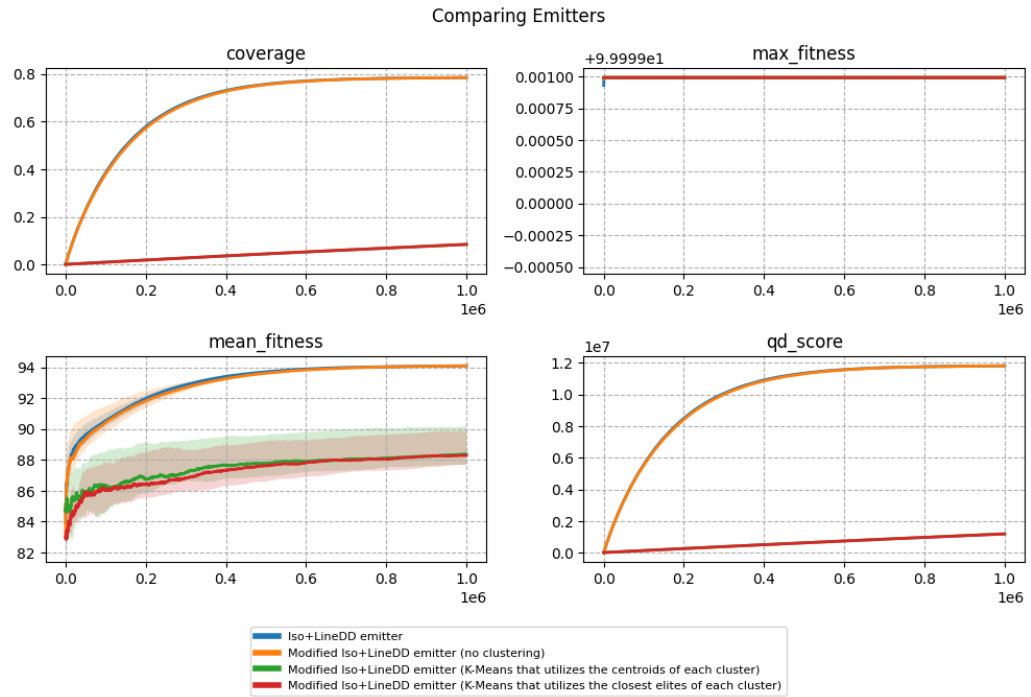 Comparing Emitters
coverage
0.8
0.6
0.4
0.2
0.0
0.0 0.2 0.4 0.6 0.8 1.0
1e6
max_fitness
+9.9999e1
0.00100
0.00075
0.00050
0.00025
0.00000
−0.00025
−0.00050
0.0 0.2 0.4 0.6 0.8 1.0
1e6
mean_fitness
94
92
90
88
86
84
82
0.0 0.2 0.4 0.6 0.8 1.0
1e6
qd_score
1e7
1.2
1.0
0.8
0.6
0.4
0.2
0.0
0.0 0.2 0.4 0.6 0.8 1.0
1e6
Iso+LineDD emitter
Modified Iso+LineDD emitter (no clustering)
Modified Iso+LineDD emitter (K-Means that utilizes the centroids of each cluster)
Modified Iso+LineDD emitter (K-Means that utilizes the closest elites of each cluster)